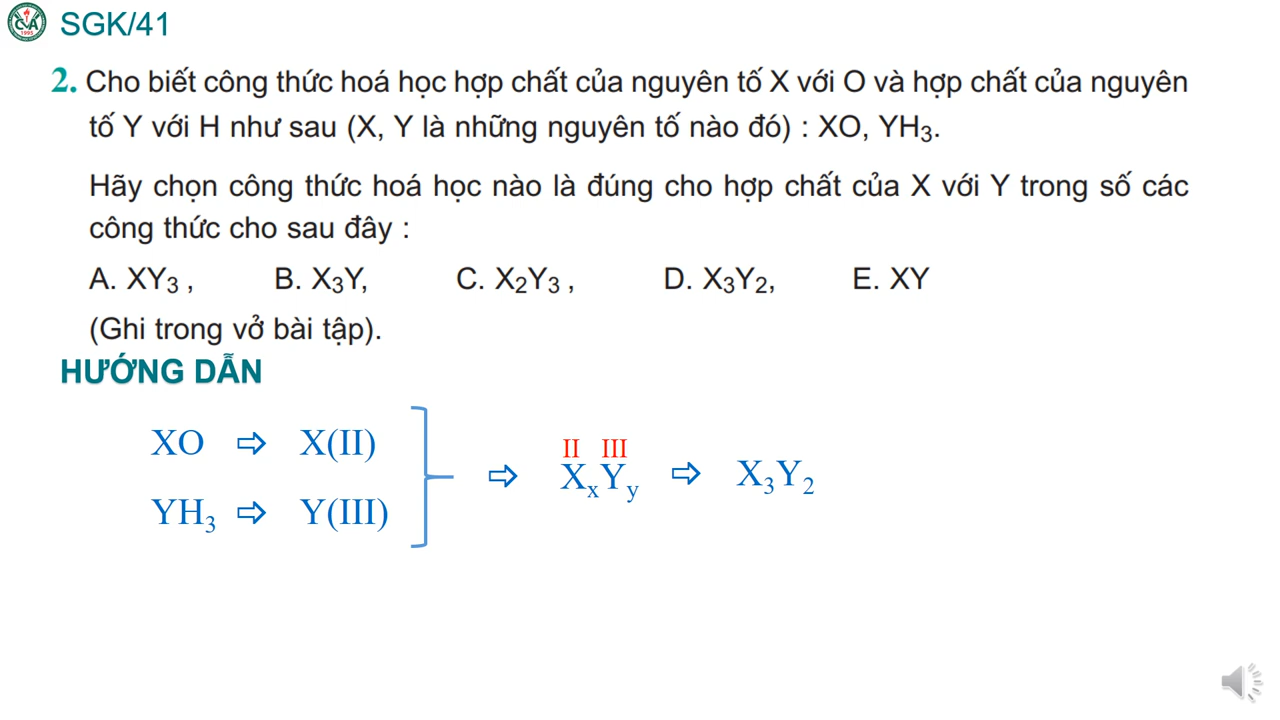 CVA
1995
SGK/41
2. Cho biết công thức hoá học hợp chất của nguyên tố X với O và hợp chất của nguyên
tố Y với H như sau (X, Y là những nguyên tố nào đó) : XO, YH₃.
Hãy chọn công thức hoá học nào là đúng cho hợp chất của X với Y trong số các
công thức cho sau đây :
A. XY₃ , B. X₃Y, C. X₂Y₃ , D. X₃Y₂, E. XY
(Ghi trong vở bài tập).
HƯỚNG DẪN
XO ⇨ X(II)
YH₃ ⇨ Y(III)
II III
⇨ XₓYᵧ ⇨ X₃Y₂